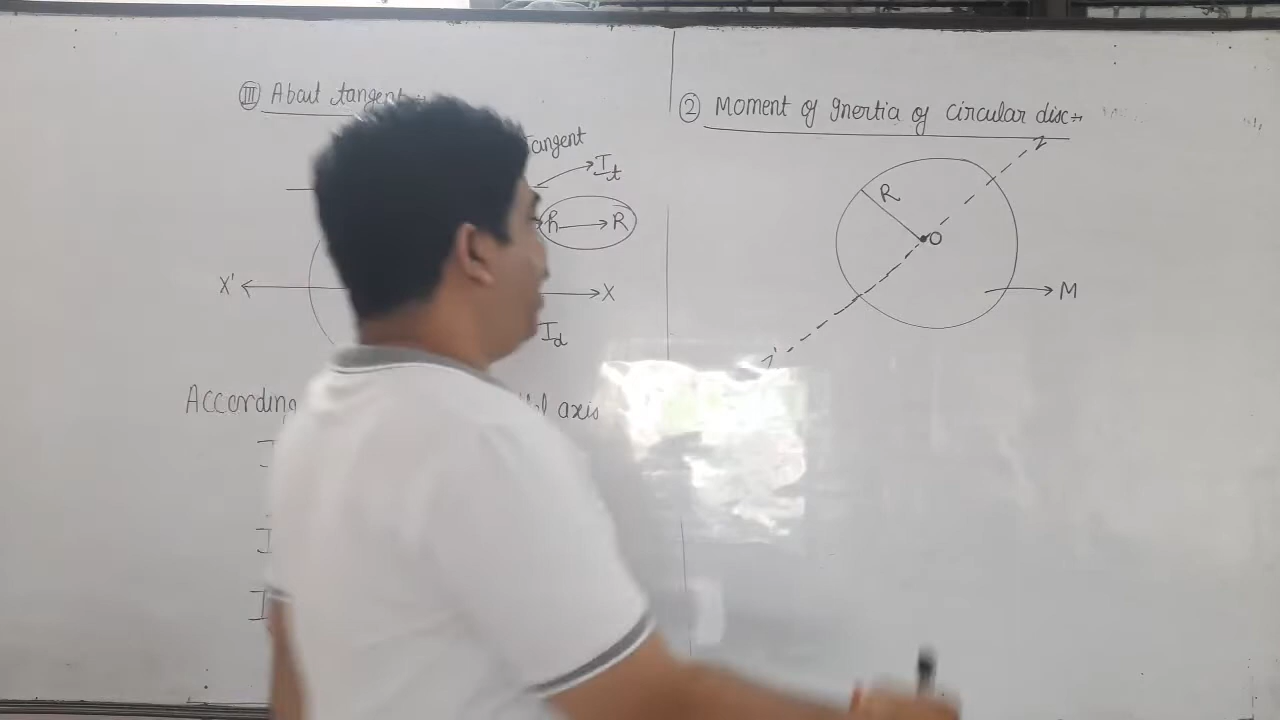 III About tangent :-
Tangent
It
h → R
X' X
Id
According axis
I
I
I
2 Moment of Inertia of circular disc :-
Z
R
O
M
Z'